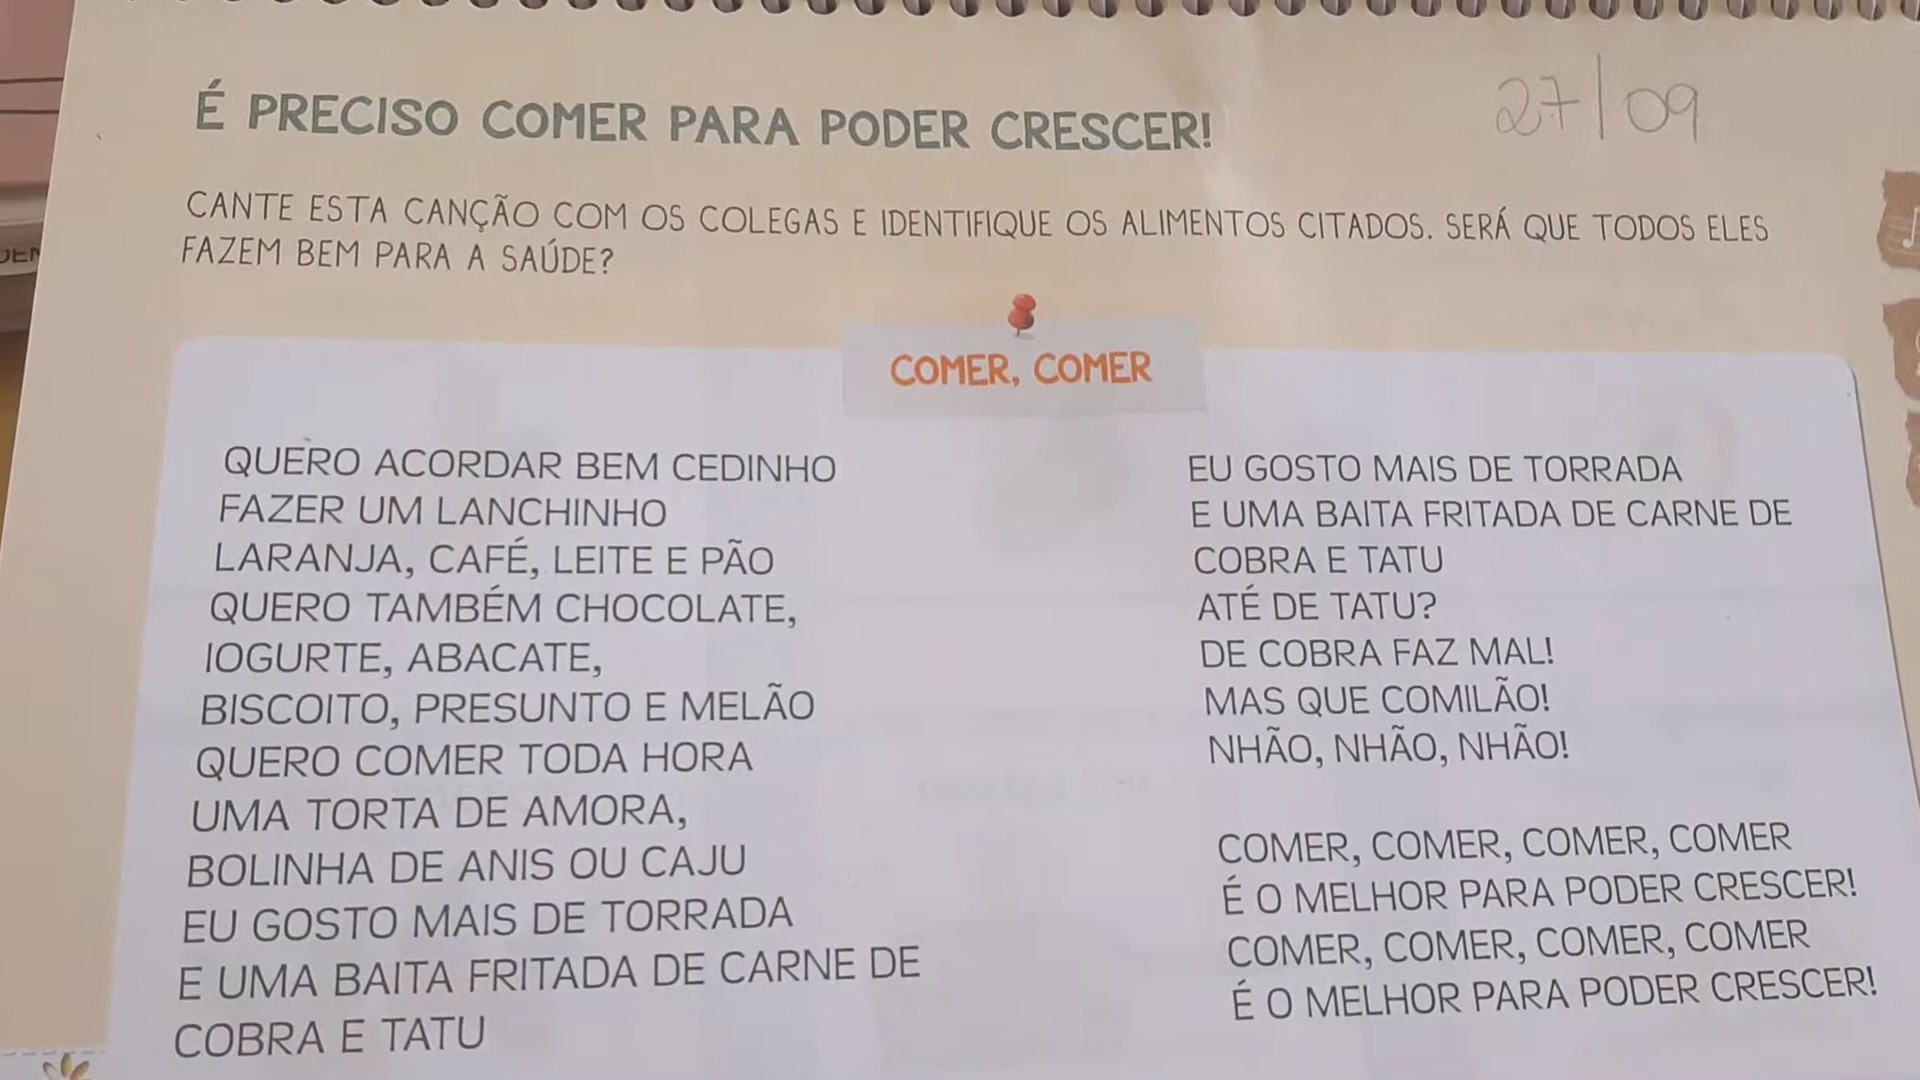 É PRECISO COMER PARA PODER CRESCER!
27/09
CANTE ESTA CANÇÃO COM OS COLEGAS E IDENTIFIQUE OS ALIMENTOS CITADOS. SERÁ QUE TODOS ELES
FAZEM BEM PARA A SAÚDE?
COMER, COMER
QUERO ACORDAR BEM CEDINHO
FAZER UM LANCHINHO
LARANJA, CAFÉ, LEITE E PÃO
QUERO TAMBÉM CHOCOLATE,
IOGURTE, ABACATE,
BISCOITO, PRESUNTO E MELÃO
QUERO COMER TODA HORA
UMA TORTA DE AMORA,
BOLINHA DE ANIS OU CAJU
EU GOSTO MAIS DE TORRADA
E UMA BAITA FRITADA DE CARNE DE
COBRA E TATU
EU GOSTO MAIS DE TORRADA
E UMA BAITA FRITADA DE CARNE DE
COBRA E TATU
ATÉ DE TATU?
DE COBRA FAZ MAL!
MAS QUE COMILÃO!
NHÃO, NHÃO, NHÃO!
COMER, COMER, COMER, COMER
É O MELHOR PARA PODER CRESCER!
COMER, COMER, COMER, COMER
É O MELHOR PARA PODER CRESCER!